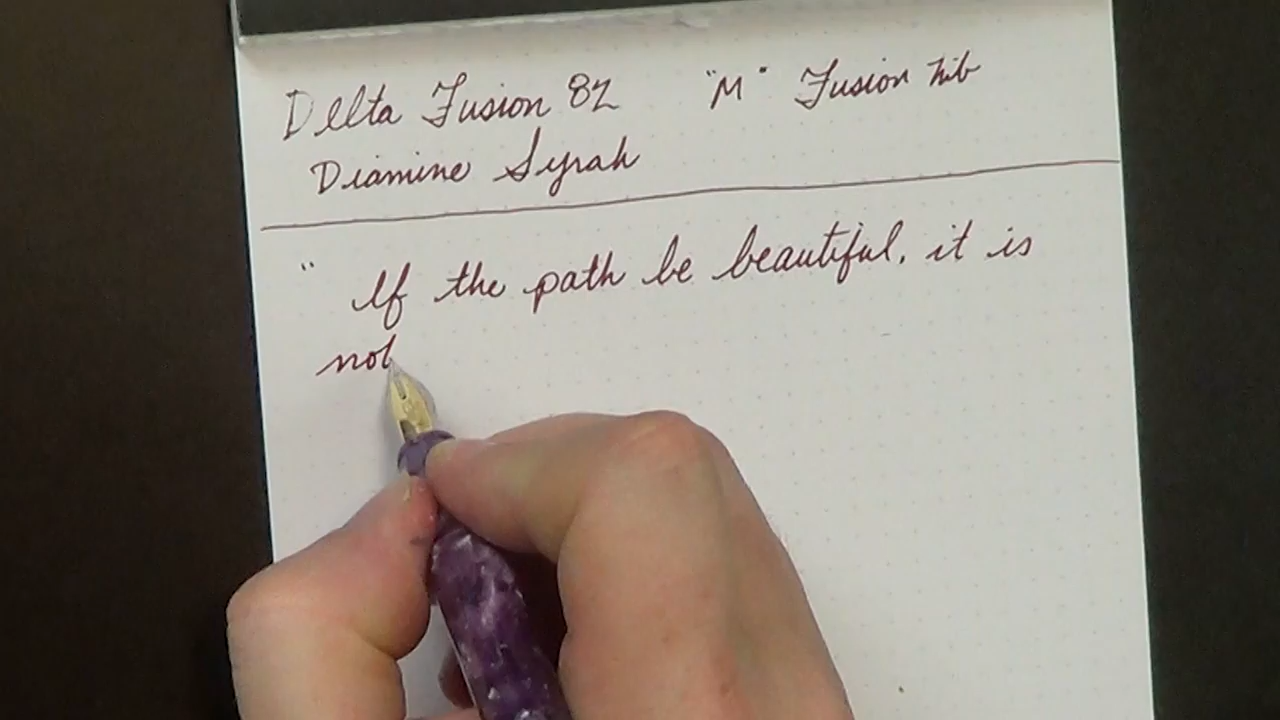 Delta Fusion 82 "M" Fusion nib
Diamine Syrah
" If the path be beautiful, it is
not